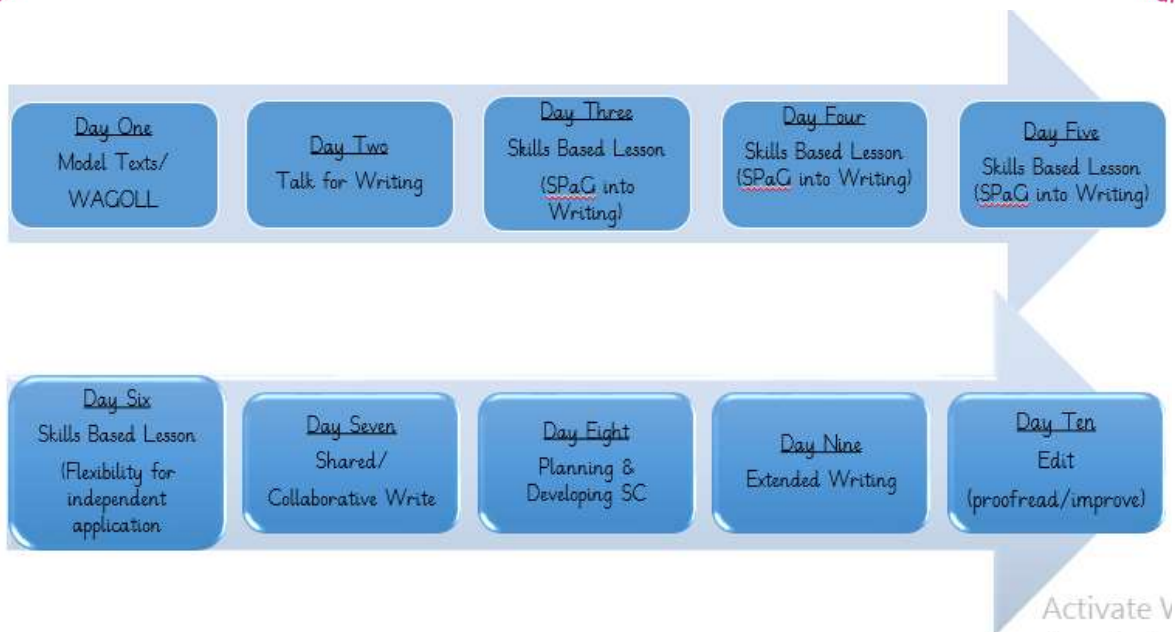 Day One
Model Texts/
WAGOLL
Day Two
Talk for Writing
Day Three
Skills Based Lesson
(SPaG into
Writing)
Day Four
Skills Based Lesson
(SPaG into Writing)
Day Five
Skills Based Lesson
(SPaG into Writing)
Day Six
Skills Based Lesson
(Flexibility for
independent
application
Day Seven
Shared/
Collaborative Write
Day Eight
Planning &
Developing SC
Day Nine
Extended Writing
Day Ten
Edit
(proofread/improve)
Activate